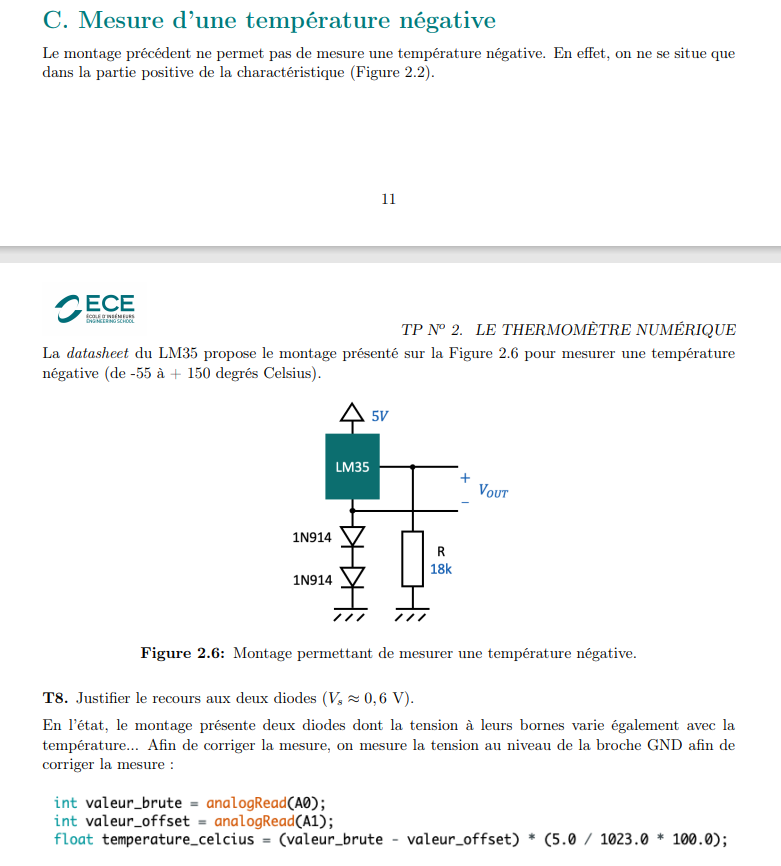 C. Mesure d'une température négative
Le montage précédent ne permet pas de mesure une température négative. En effet, on ne se situe que
dans la partie positive de la charactéristique (Figure 2.2).
11
ECE
ÉCOLE D'INGÉNIEURS
ENGINEERING SCHOOL
TP Nº 2. LE THERMOMÈTRE NUMÉRIQUE
La datasheet du LM35 propose le montage présenté sur la Figure 2.6 pour mesurer une température
négative (de -55 à + 150 degrés Celsius).
5V
LM35
+
VOUT
−
1N914
R
18k
1N914
Figure 2.6: Montage permettant de mesurer une température négative.
T8. Justifier le recours aux deux diodes (Vs ≈ 0,6 V).
En l'état, le montage présente deux diodes dont la tension à leurs bornes varie également avec la
température... Afin de corriger la mesure, on mesure la tension au niveau de la broche GND afin de
corriger la mesure :
int valeur_brute = analogRead(A0);
int valeur_offset = analogRead(A1);
float temperature_celcius = (valeur_brute - valeur_offset) * (5.0 / 1023.0 * 100.0);